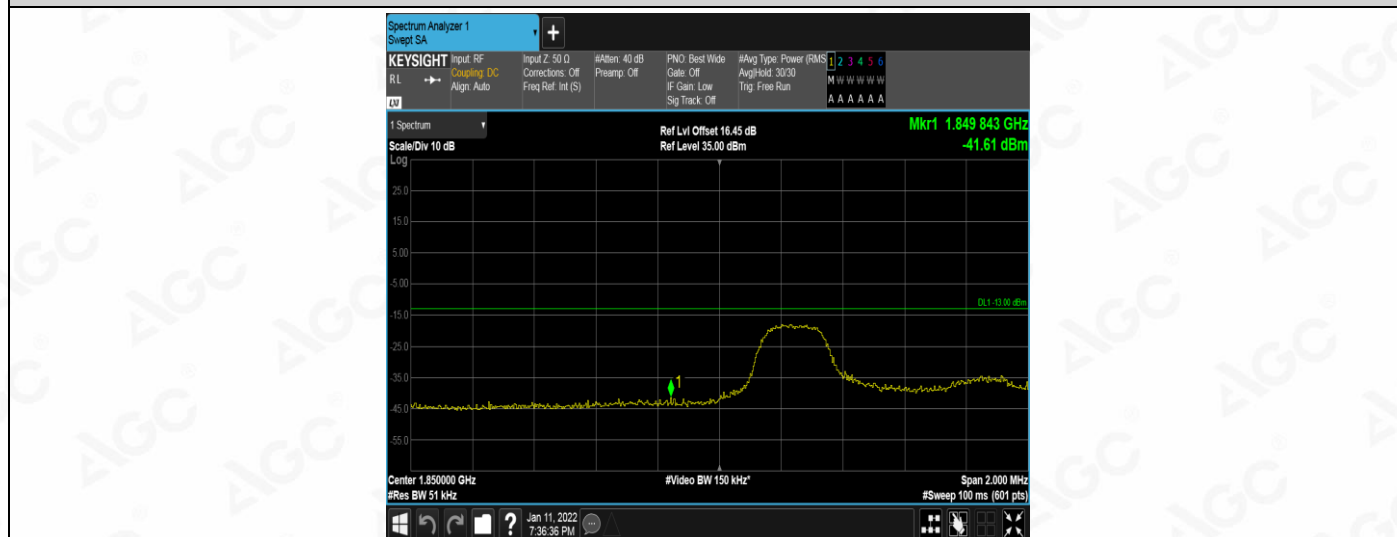 Spectrum Analyzer 1
Swept SA
+
KEYSIGHT
RL
LXI
Input: RF
Coupling: DC
Align: Auto
Input Z: 50 Ω
Corrections: Off
Freq Ref: Int (S)
#Atten: 40 dB
Preamp: Off
PNO: Best Wide
Gate: Off
IF Gain: Low
Sig Track: Off
#Avg Type: Power (RMS
Avg|Hold: 30/30
Trig: Free Run
1 2 3 4 5 6
M W W W W W
A A A A A A
1 Spectrum
Scale/Div 10 dB
Log
Ref Lvl Offset 16.45 dB
Ref Level 35.00 dBm
Mkr1 1.849 843 GHz
-41.61 dBm
25.0
15.0
5.00
-5.00
DL1 -13.00 dBm
-15.0
-25.0
-35.0
1
-45.0
-55.0
Center 1.850000 GHz
#Video BW 150 kHz*
Span 2.000 MHz
#Res BW 51 kHz
#Sweep 100 ms (601 pts)
?
Jan 11, 2022
7:36:36 PM
AGC